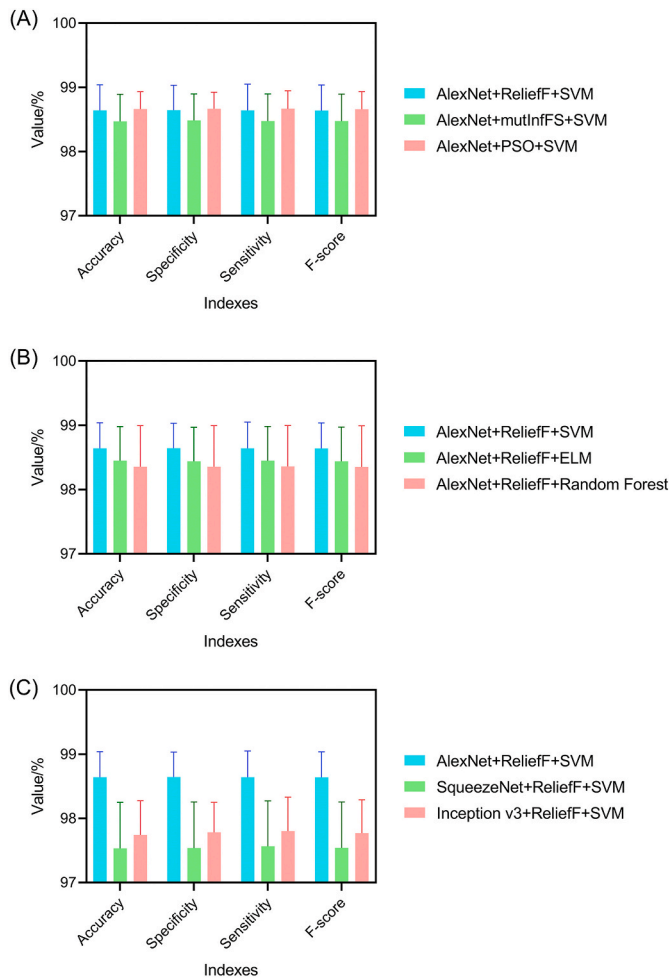 (A)
100
99
98
97
Value/%
Accuracy
Specificity
Sensitivity
F-score
Indexes
AlexNet+ReliefF+SVM
AlexNet+mutInfFS+SVM
AlexNet+PSO+SVM
(B)
100
99
98
97
Value/%
Accuracy
Specificity
Sensitivity
F-score
Indexes
AlexNet+ReliefF+SVM
AlexNet+ReliefF+ELM
AlexNet+ReliefF+Random Forest
(C)
100
99
98
97
Value/%
Accuracy
Specificity
Sensitivity
F-score
Indexes
AlexNet+ReliefF+SVM
SqueezeNet+ReliefF+SVM
Inception v3+ReliefF+SVM